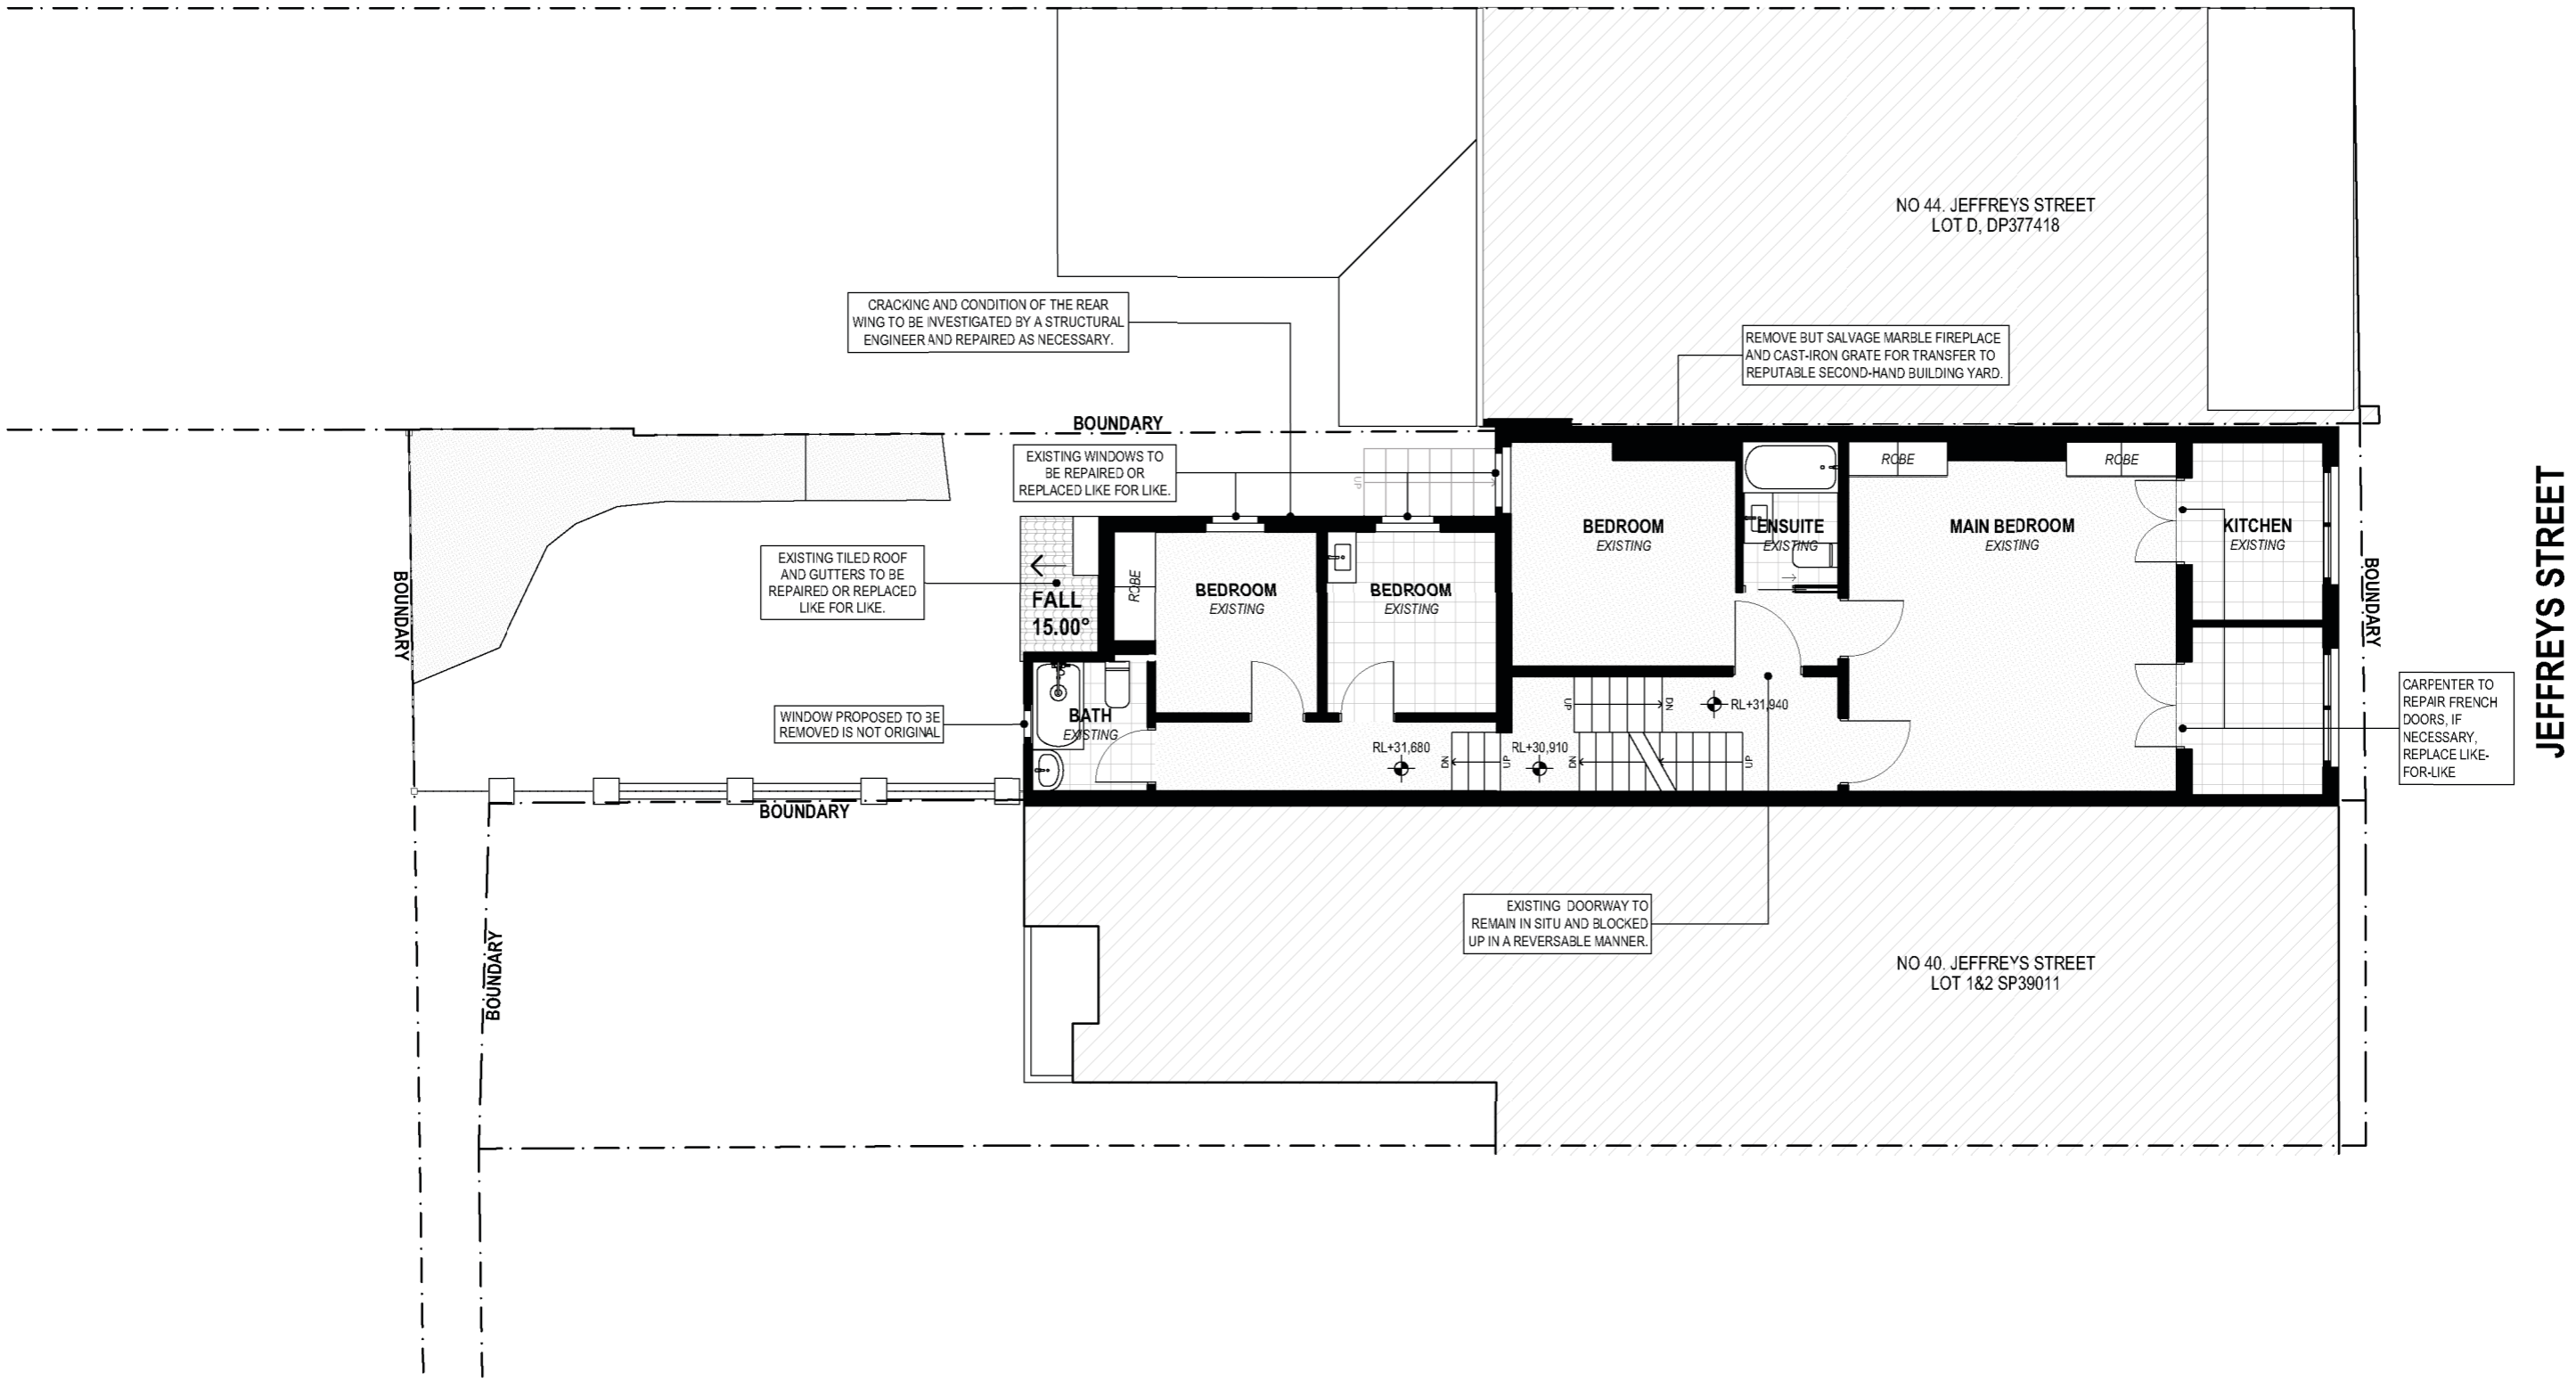 NO 44. JEFFREYS STREET
LOT D, DP377418
CRACKING AND CONDITION OF THE REAR
WING TO BE INVESTIGATED BY A STRUCTURAL
ENGINEER AND REPAIRED AS NECESSARY.
REMOVE BUT SALVAGE MARBLE FIREPLACE
AND CAST-IRON GRATE FOR TRANSFER TO
REPUTABLE SECOND-HAND BUILDING YARD.
BOUNDARY
EXISTING WINDOWS TO
BE REPAIRED OR
REPLACED LIKE FOR LIKE.
UP
ROBE
ROBE
BEDROOM
EXISTING
ENSUITE
EXISTING
MAIN BEDROOM
EXISTING
KITCHEN
EXISTING
JEFFREYS STREET
BOUNDARY
BOUNDARY
EXISTING TILED ROOF
AND GUTTERS TO BE
REPAIRED OR REPLACED
LIKE FOR LIKE.
FALL
15.00°
ROBE
BEDROOM
EXISTING
BEDROOM
EXISTING
WINDOW PROPOSED TO BE
REMOVED IS NOT ORIGINAL
BATH
EXISTING
UP
DN
RL+31,940
RL+31,680
DN
UP
RL+30,910
DN
UP
CARPENTER TO
REPAIR FRENCH
DOORS, IF
NECESSARY,
REPLACE LIKE-
FOR-LIKE
BOUNDARY
BOUNDARY
EXISTING DOORWAY TO
REMAIN IN SITU AND BLOCKED
UP IN A REVERSABLE MANNER.
NO 40. JEFFREYS STREET
LOT 1&2 SP39011